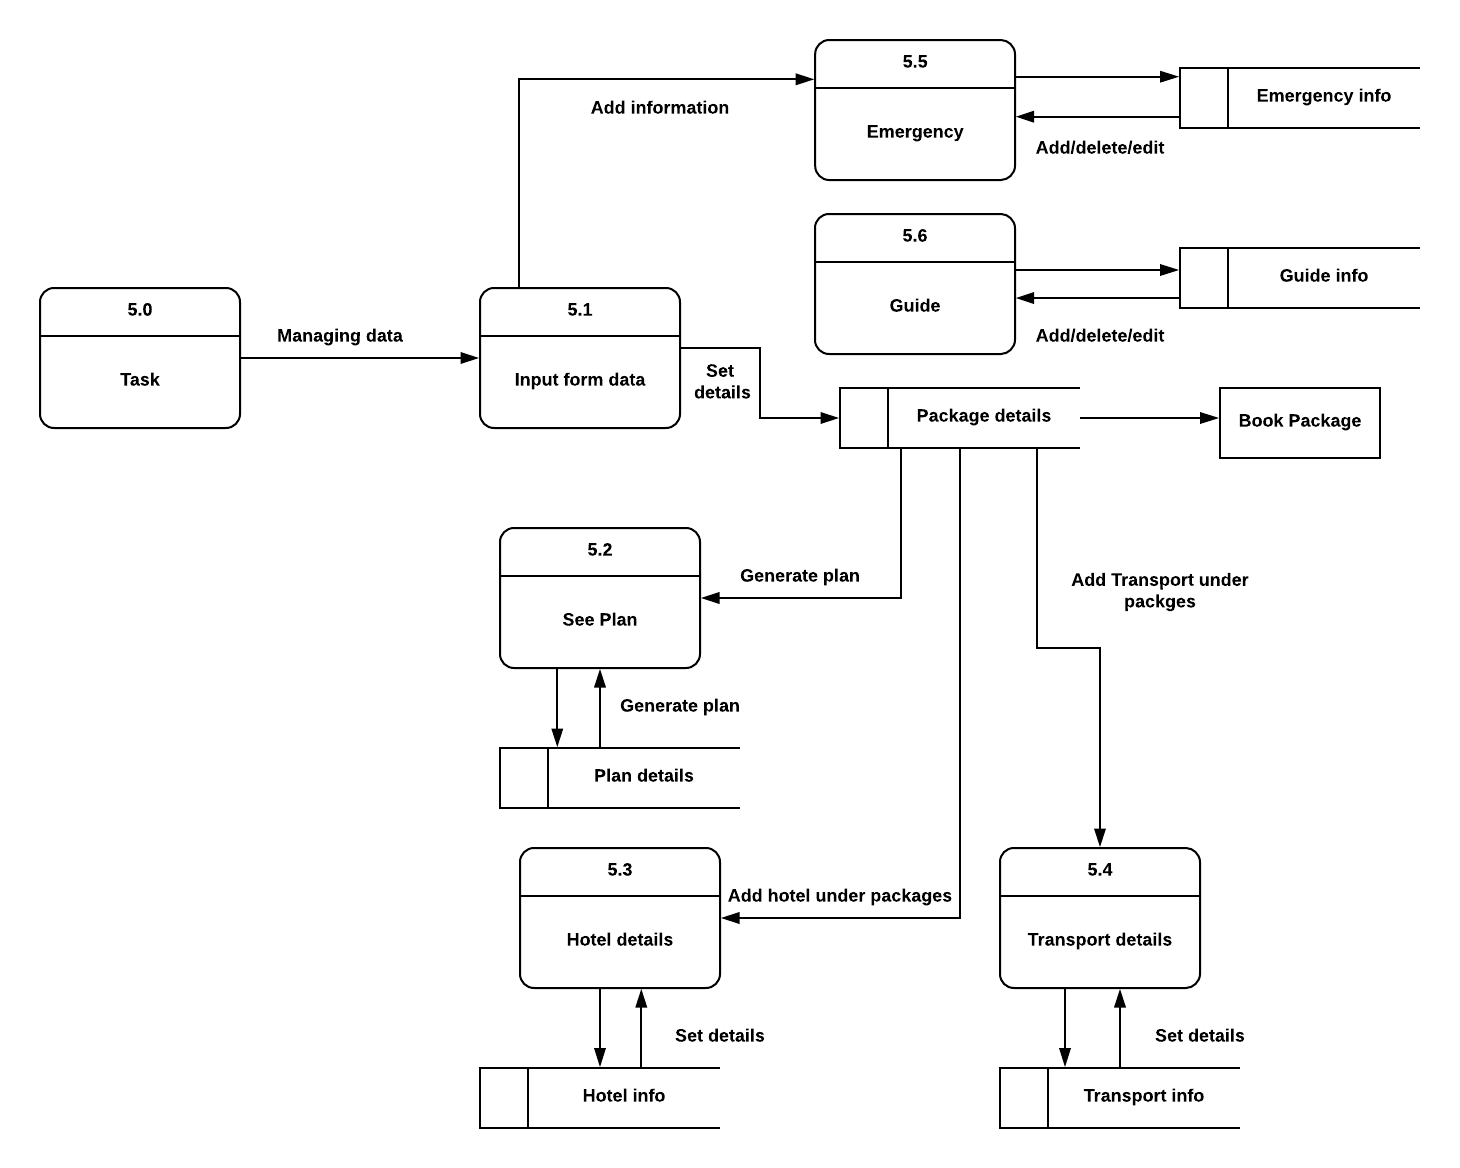 5.5
Emergency
Add information
Emergency info
Add/delete/edit
5.6
Guide
Guide info
Add/delete/edit
5.0
Task
Managing data
5.1
Input form data
Set
details
Package details
Book Package
5.2
See Plan
Generate plan
Add Transport under
packges
Generate plan
Plan details
5.3
Hotel details
Add hotel under packages
5.4
Transport details
Set details
Set details
Hotel info
Transport info